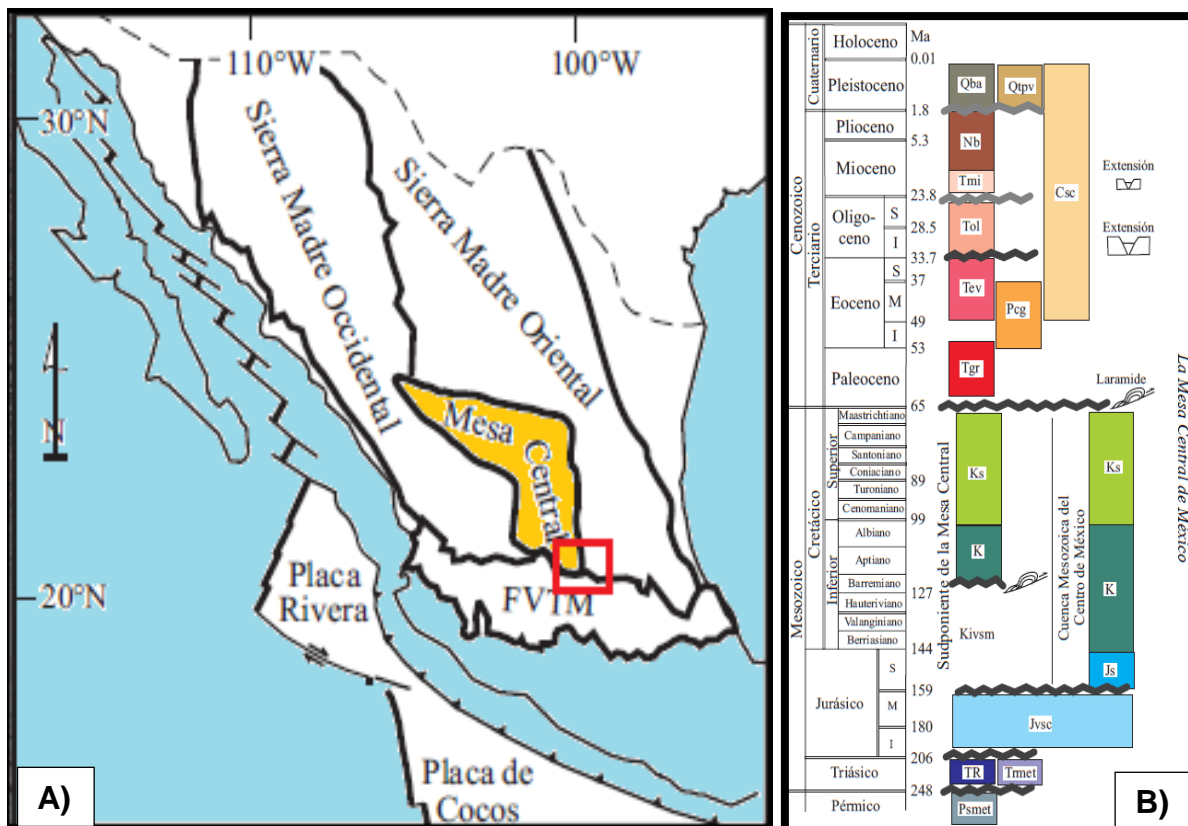 110°W
100°W
30°N
20°N
Sierra Madre Occidental
Sierra Madre Oriental
Mesa
Central
N
FVTM
Placa
Rivera
Placa de
Cocos
A)
Cuaternario
Holoceno
Ma
0.01
Pleistoceno
Qba
Qtpv
1.8
Cenozoico
Terciario
Plioceno
5.3
Nb
Mioceno
Tmi
Csc
Extensión
23.8
Oligo-
ceno
S
28.5
I
Tol
Extensión
33.7
Eoceno
S
37
M
Tev
Pcg
49
I
53
Paleoceno
Tgr
Laramide
65
La Mesa Central de México
Mesozoico
Cretácico
Superior
Maastrichtiano
Campaniano
Santoniano
Coniaciano
89
Turoniano
Cenomaniano
99
Ks
Ks
Inferior
Albiano
Aptiano
Barremiano
127
Hauteriviano
Valanginiano
Berriasiano
144
K
K
Kivsm
Sudponiente de la Mesa Central
Cuenca Mesozoica del
Centro de México
Jurásico
S
Js
159
M
180
Jvsc
I
206
Triásico
TR
Trmet
248
Pérmico
Psmet
B)